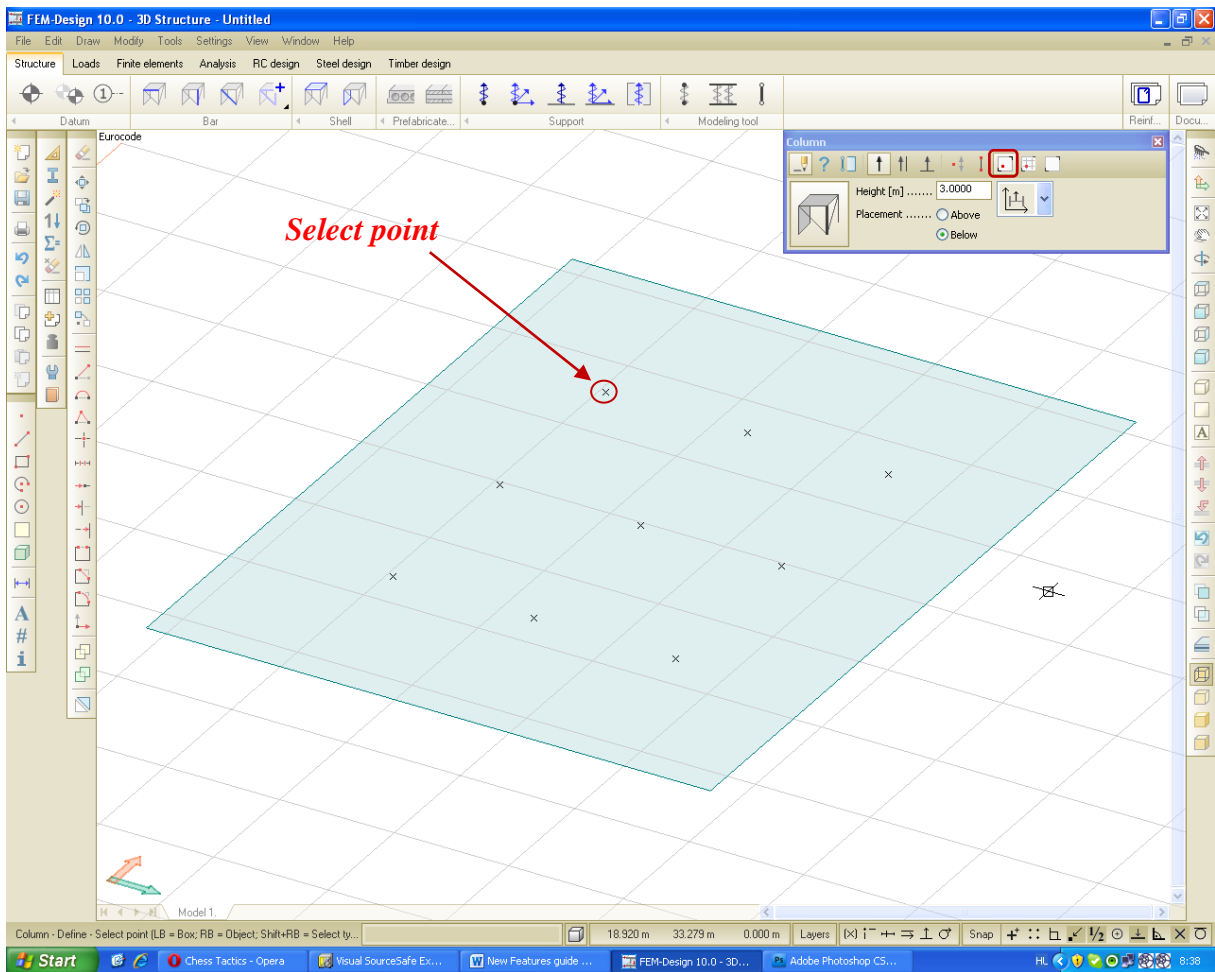 FEM-Design 10.0 - 3D Structure - Untitled
File Edit Draw Modify Tools Settings View Window Help
Structure Loads Finite elements Analysis RC design Steel design Timber design
Datum Bar Shell Prefabricate... Support Modeling tool Reinf... Docu...
Eurocode
Column
Height [m] ....... 3.0000
Placement ...... Above
Below
Select point
Model 1.
Column - Define - Select point (LB = Box; RB = Object; Shift+RB = Select ty...
18.920 m 33.279 m 0.000 m Layers Snap
Start Chess Tactics - Opera Visual SourceSafe Ex... New Features guide ... FEM-Design 10.0 - 3D... Adobe Photoshop CS... 8:38